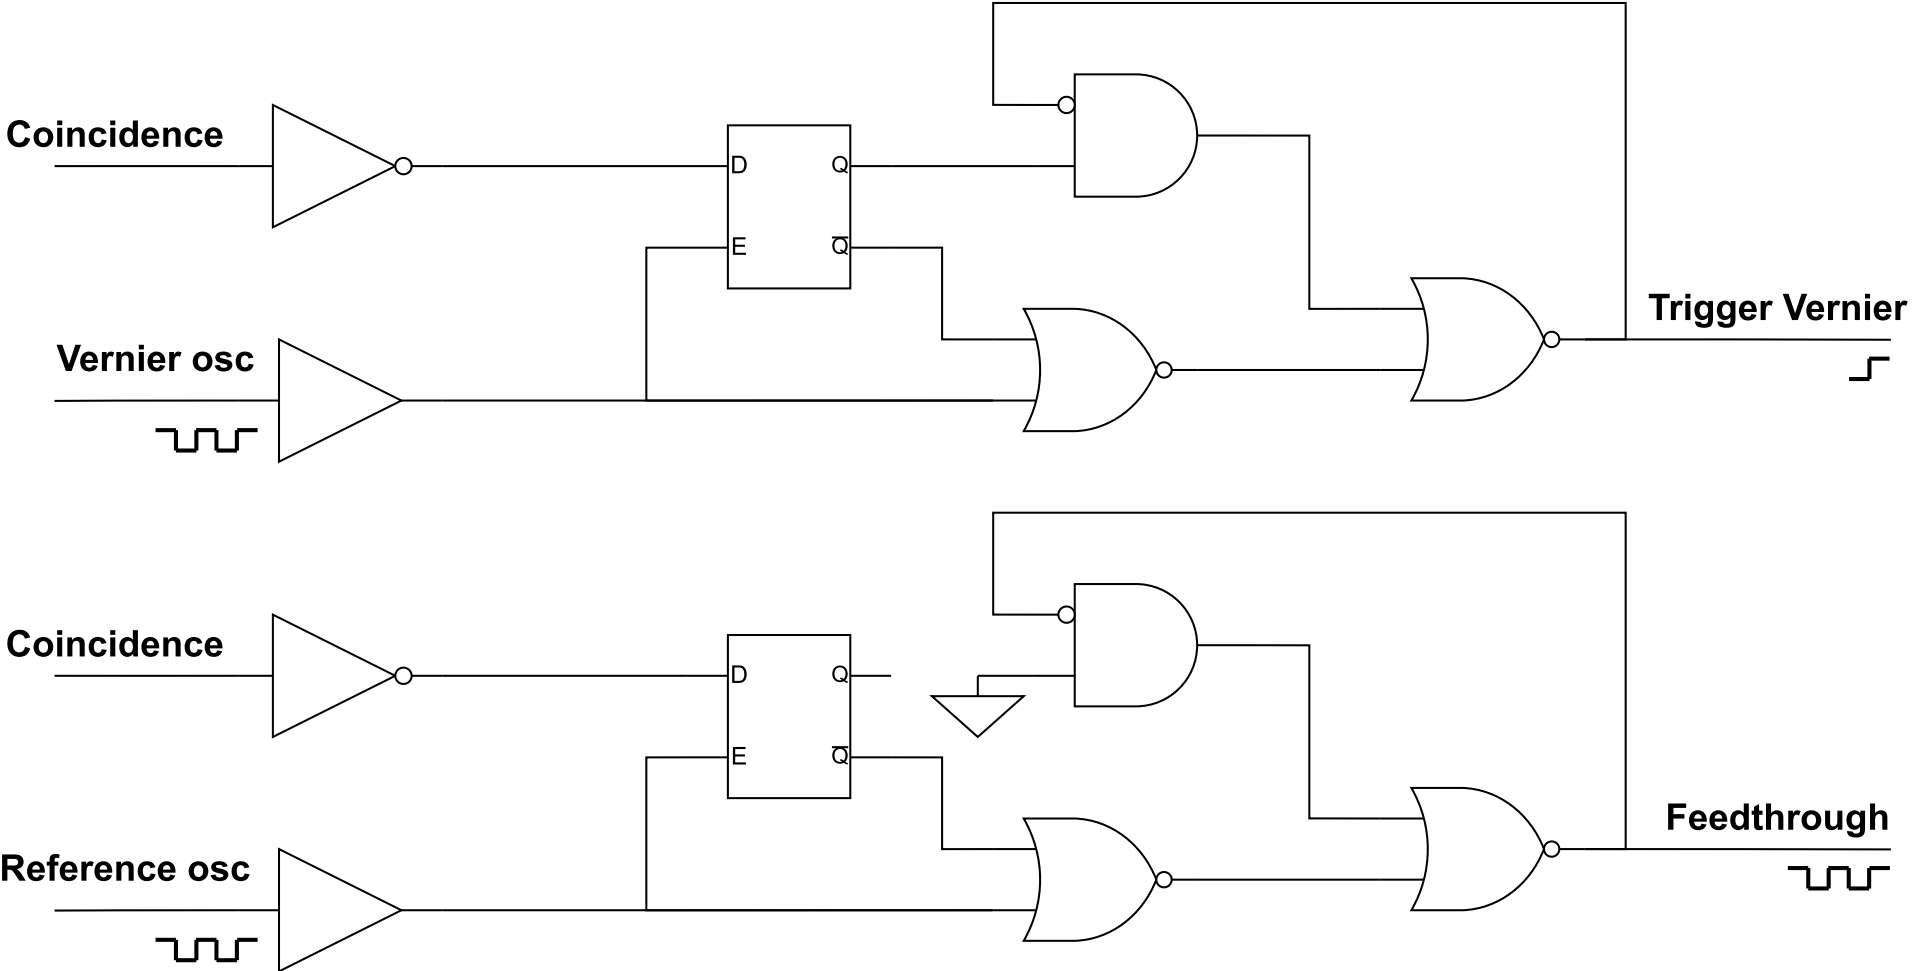 Coincidence
D
Q
E
Q̅
Vernier osc
Trigger Vernier
Coincidence
D
Q
E
Q̅
Reference osc
Feedthrough